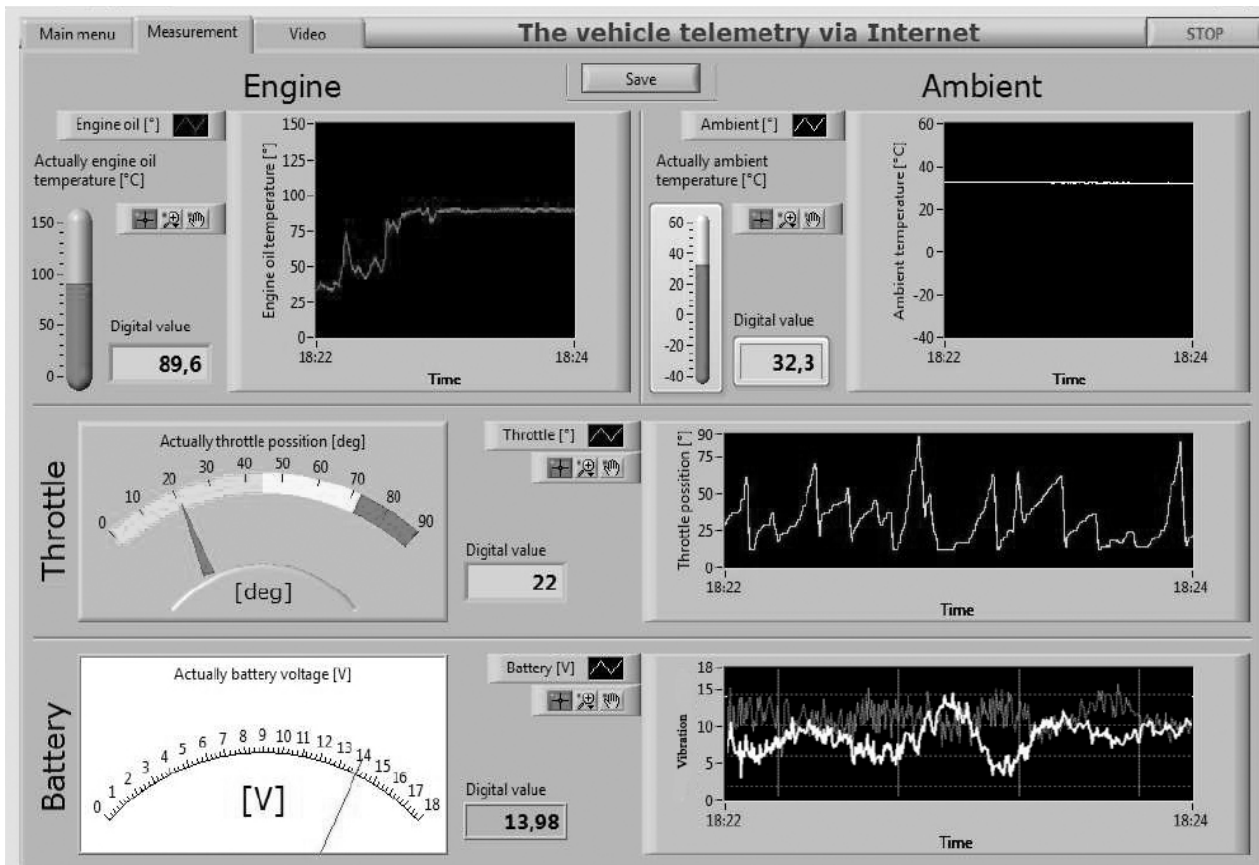 Main menu
Measurement
Video
The vehicle telemetry via Internet
STOP
Engine
Save
Ambient
Engine oil [°]
Actually engine oil
temperature [°C]
150
100
50
0
Digital value
89,6
Engine oil temperature [°]
150
125
100
75
50
25
0
18:22
18:24
Time
Ambient [°]
Actually ambient
temperature [°C]
60
40
20
0
-20
-40
Digital value
32,3
Ambient temperature [°C]
60
40
20
0
-20
-40
18:22
18:24
Time
Throttle
Actually throttle possition [deg]
0 10 20 30 40 50 60 70 80 90
[deg]
Throttle [°]
Digital value
22
Throttle possition [°]
90
75
50
25
0
18:22
18:24
Time
Battery
Actually battery voltage [V]
0 1 2 3 4 5 6 7 8 9 10 11 12 13 14 15 16 17 18
[V]
Battery [V]
Digital value
13,98
Vibration
18
15
10
5
0
18:22
18:24
Time